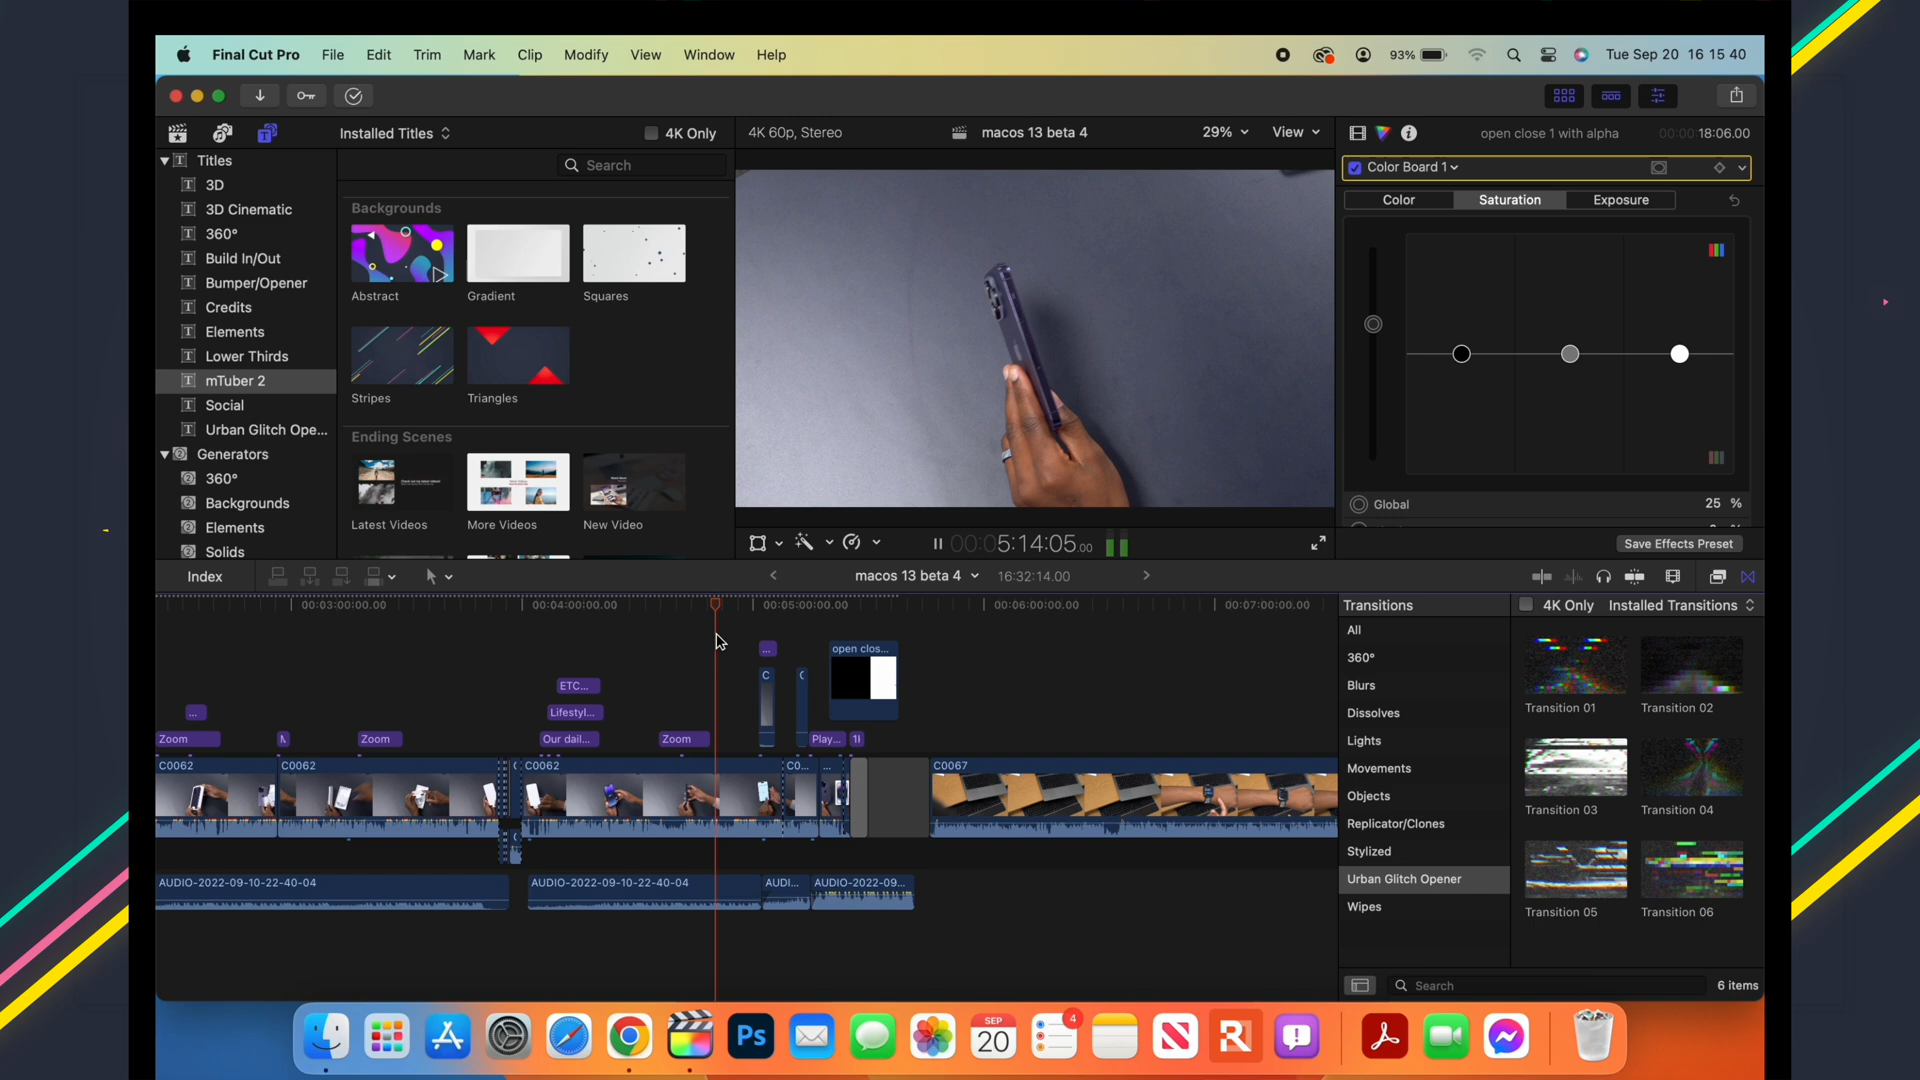 Final Cut Pro File Edit Trim Mark Clip Modify View Window Help 93% Tue Sep 20 16 15 40
Installed Titles 4K Only
4K 60p, Stereo macos 13 beta 4 29% View
open close 1 with alpha 00:00:18:06.00
Titles
3D
3D Cinematic
360°
Build In/Out
Bumper/Opener
Credits
Elements
Lower Thirds
mTuber 2
Social
Urban Glitch Ope...
Generators
360°
Backgrounds
Elements
Solids
Search
Backgrounds
Abstract Gradient Squares
Stripes Triangles
Ending Scenes
Latest Videos More Videos New Video
00:05:14:05.00
Color Board 1
Color Saturation Exposure
Global 25 %
Save Effects Preset
Index
macos 13 beta 4 16:32:14.00
00:03:00:00.00 00:04:00:00.00 00:05:00:00.00 00:06:00:00.00 00:07:00:00.00
... open clos...
C
ETC...
... Lifestyl...
Zoom Zoom Our dail... Zoom Play...
C0062 C0062 C0062 C0... ... C0067
AUDIO-2022-09-10-22-40-04 AUDIO-2022-09-10-22-40-04 AUDI... AUDIO-2022-09...
Transitions 4K Only Installed Transitions
All
360°
Blurs
Dissolves
Lights
Movements
Objects
Replicator/Clones
Stylized
Urban Glitch Opener
Wipes
Transition 01 Transition 02
Transition 03 Transition 04
Transition 05 Transition 06
Search 6 items
SEP
20
4
Ps